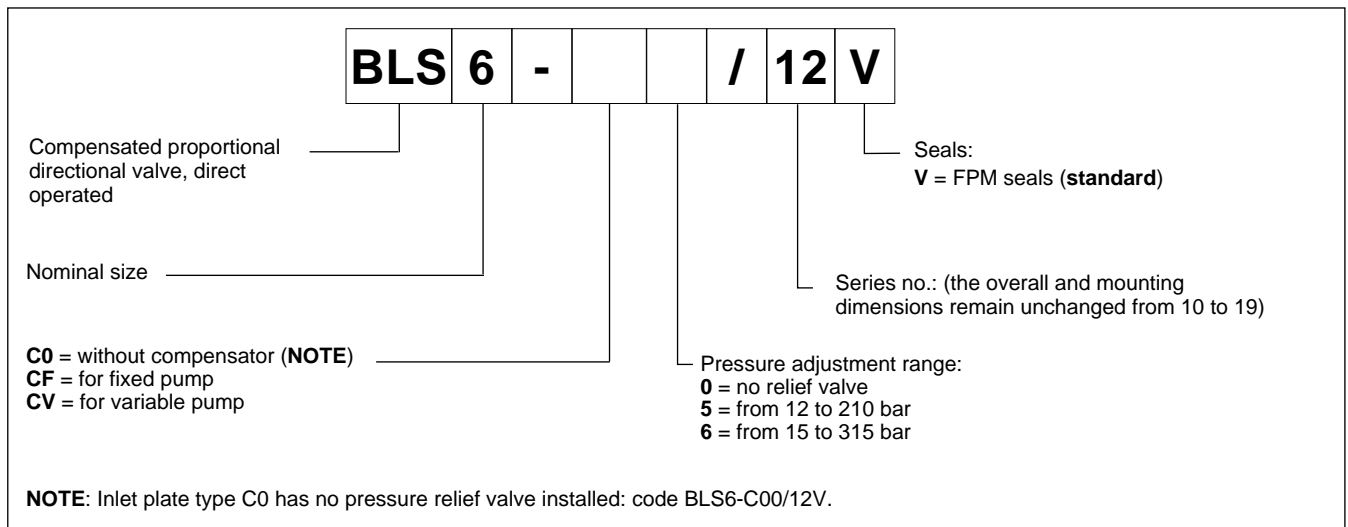 BLS 6 - / 12 V
Compensated proportional
directional valve, direct
operated
Seals:
V = FPM seals (standard)
Nominal size
Series no.: (the overall and mounting
dimensions remain unchanged from 10 to 19)
C0 = without compensator (NOTE)
CF = for fixed pump
CV = for variable pump
Pressure adjustment range:
0 = no relief valve
5 = from 12 to 210 bar
6 = from 15 to 315 bar
NOTE: Inlet plate type C0 has no pressure relief valve installed: code BLS6-C00/12V.